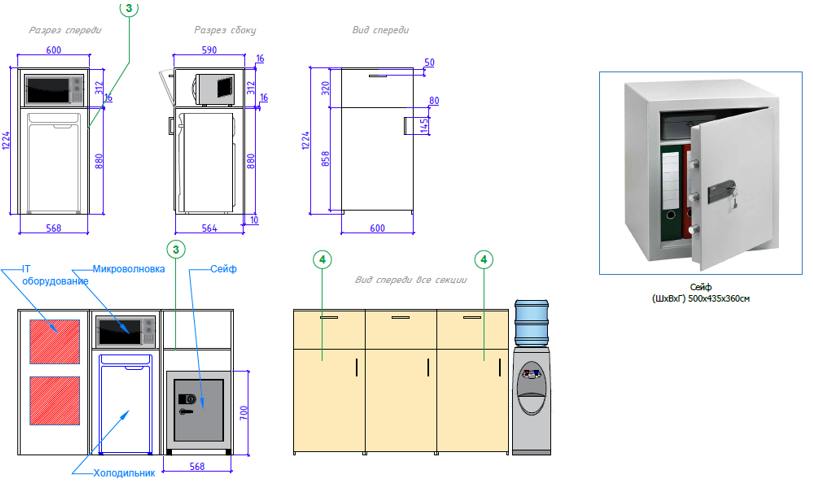 3
Разрез спереди
Разрез сбоку
Вид спереди
600
590
16
50
312
312
320
16
16
80
145
1224
1224
880
880
858
10
568
564
600
3
4
4
IT
оборудование
Микроволновка
Сейф
Вид спереди все секции
700
568
Холодильник
Сейф
(ШхВхГ) 500х435х360см